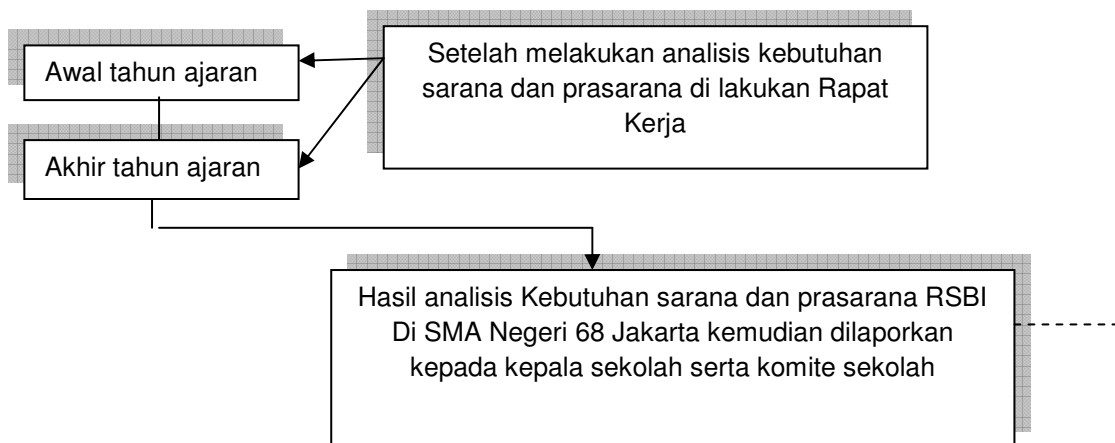 Awal tahun ajaran
Setelah melakukan analisis kebutuhan
sarana dan prasarana di lakukan Rapat
Kerja
Akhir tahun ajaran
Hasil analisis Kebutuhan sarana dan prasarana RSBI
Di SMA Negeri 68 Jakarta kemudian dilaporkan
kepada kepala sekolah serta komite sekolah